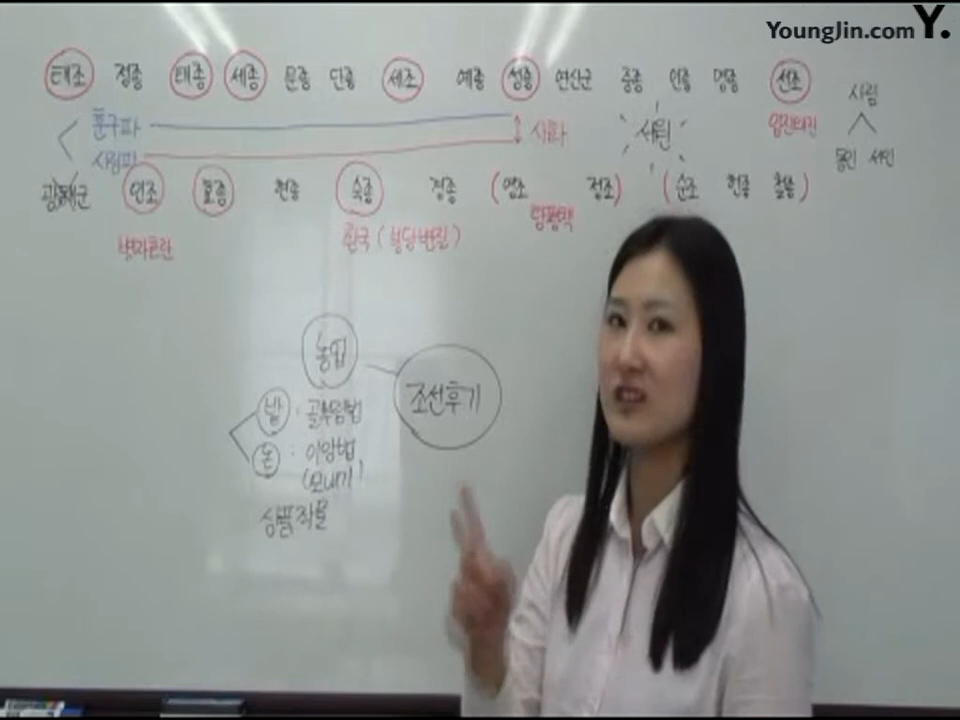 YoungJin.com Y.
태조 정종 태종 세종 문종 단종 세조 예종 성종 연산군 중종 인종 명종 선조
사림
훈구파
사화
서원
임진왜란
사림파
동인 서인
광해군 인조 효종 현종 숙종 경종 (영조 정조) (순조 헌종 철종)
탕평책
병자호란
환국 (붕당변질)
농업
조선후기
밭 : 골뿌림법
논 : 이앙법
(모내기)
상품작물